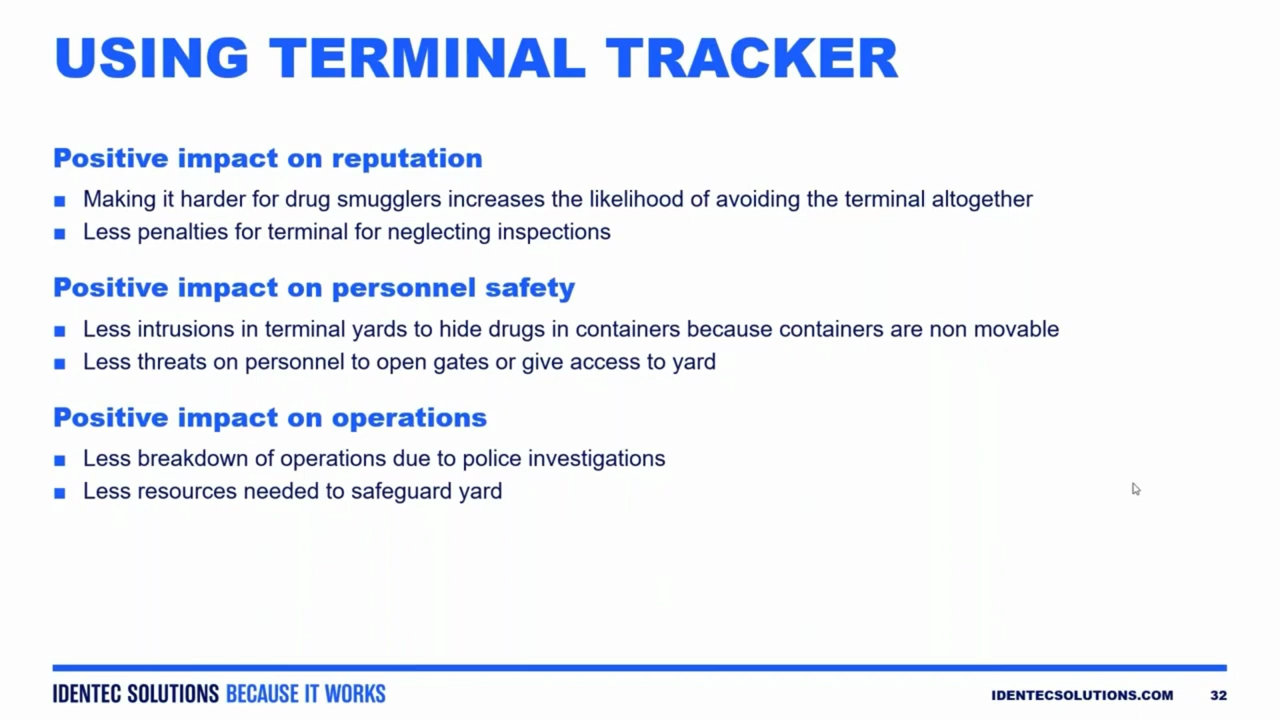 USING TERMINAL TRACKER
Positive impact on reputation
Making it harder for drug smugglers increases the likelihood of avoiding the terminal altogether
Less penalties for terminal for neglecting inspections
Positive impact on personnel safety
Less intrusions in terminal yards to hide drugs in containers because containers are non movable
Less threats on personnel to open gates or give access to yard
Positive impact on operations
Less breakdown of operations due to police investigations
Less resources needed to safeguard yard
IDENTEC SOLUTIONS BECAUSE IT WORKS
IDENTECSOLUTIONS.COM 32